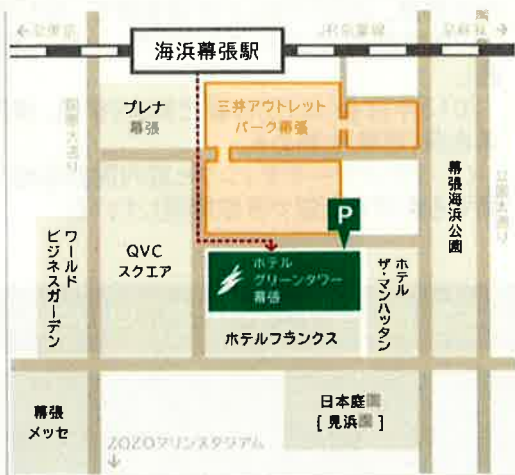 海浜幕張駅
プレナ
幕張
三井アウトレット
パーク幕張
幕張海浜公園
P
ワールド
ビジネスガーデン
QVC
スクエア
ホテル
グリーンタワー
幕張
ホテル
ザ・マンハッタン
ホテルフランクス
幕張
メッセ
日本庭園
[ 見浜園 ]
ZOZOマリンスタジアム
↓